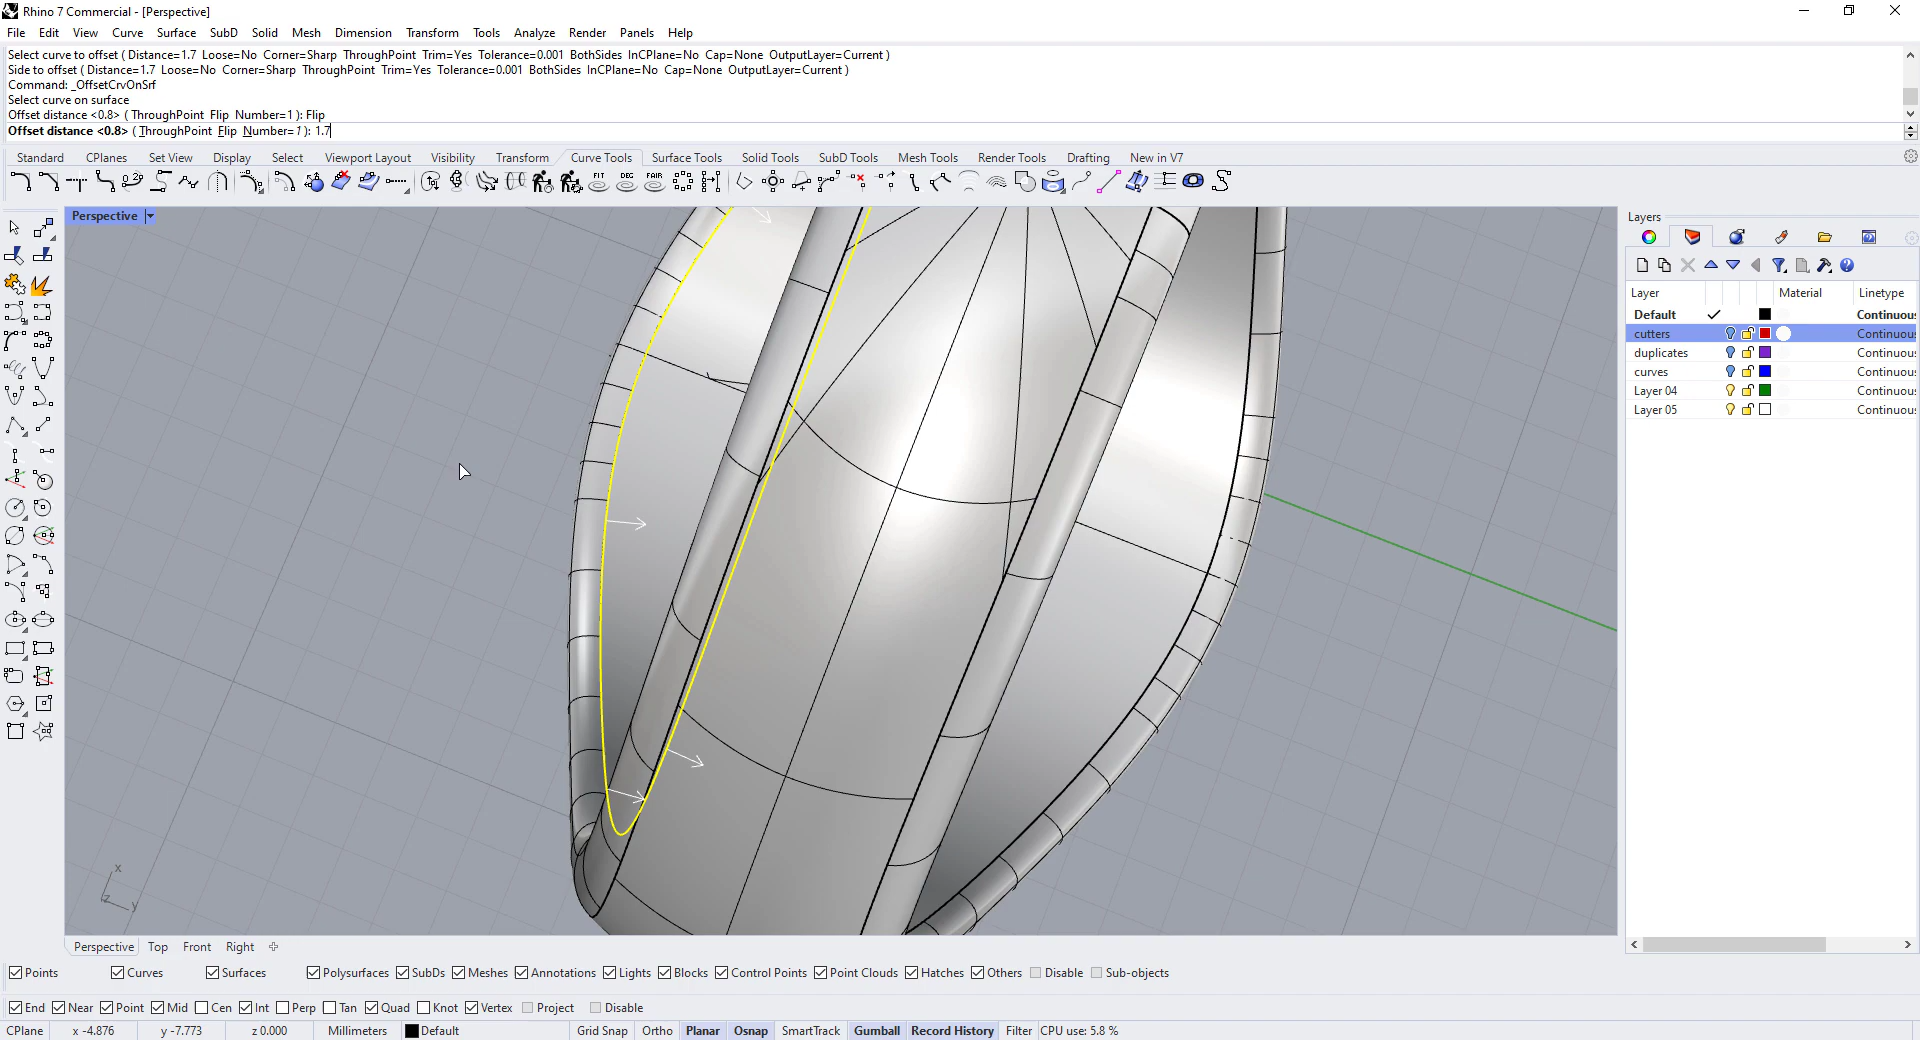 Rhino 7 Commercial - [Perspective]
File Edit View Curve Surface SubD Solid Mesh Dimension Transform Tools Analyze Render Panels Help
Select curve to offset ( Distance=1.7 Loose=No Corner=Sharp ThroughPoint Trim=Yes Tolerance=0.001 BothSides InCPlane=No Cap=None OutputLayer=Current )
Side to offset ( Distance=1.7 Loose=No Corner=Sharp ThroughPoint Trim=Yes Tolerance=0.001 BothSides InCPlane=No Cap=None OutputLayer=Current )
Command: _OffsetCrvOnSrf
Select curve on surface
Offset distance <0.8> ( ThroughPoint Flip Number=1 ): Flip
Offset distance <0.8> ( ThroughPoint Flip Number=1 ): 1.7
Standard CPlanes Set View Display Select Viewport Layout Visibility Transform Curve Tools Surface Tools Solid Tools SubD Tools Mesh Tools Render Tools Drafting New in V7
FIT DEG FAIR
Perspective
Layers
Layer Material Linetype
Default Continuou
cutters Continuou
duplicates Continuou
curves Continuou
Layer 04 Continuou
Layer 05 Continuou
x
z y
Perspective Top Front Right
Points Curves Surfaces Polysurfaces SubDs Meshes Annotations Lights Blocks Control Points Point Clouds Hatches Others Disable Sub-objects
End Near Point Mid Cen Int Perp Tan Quad Knot Vertex Project Disable
CPlane x -4.876 y -7.773 z 0.000 Millimeters Default Grid Snap Ortho Planar Osnap SmartTrack Gumball Record History Filter CPU use: 5.8 %